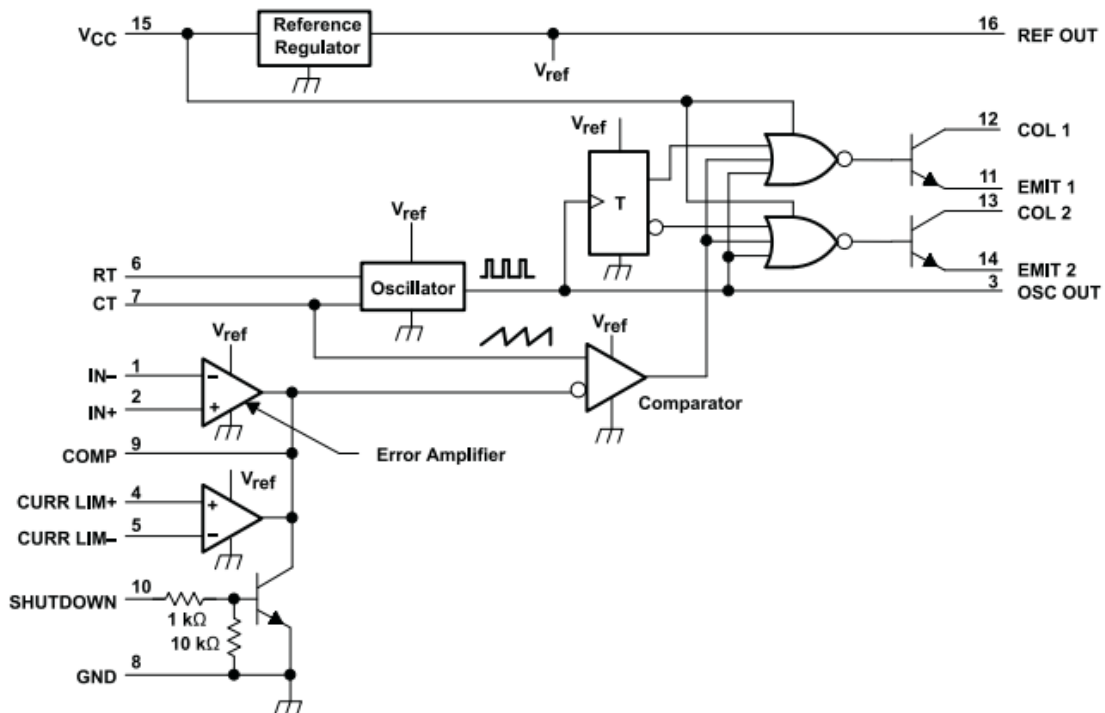 VCC 15
Reference
Regulator
16 REF OUT
Vref
12 COL 1
11 EMIT 1
13 COL 2
14 EMIT 2
3 OSC OUT
Vref
T
Vref
RT 6
CT 7
Oscillator
Vref
Comparator
Vref
IN– 1
IN+ 2
–
+
COMP 9
Error Amplifier
Vref
CURR LIM+ 4
CURR LIM– 5
+
–
SHUTDOWN 10
1 kΩ
10 kΩ
GND 8